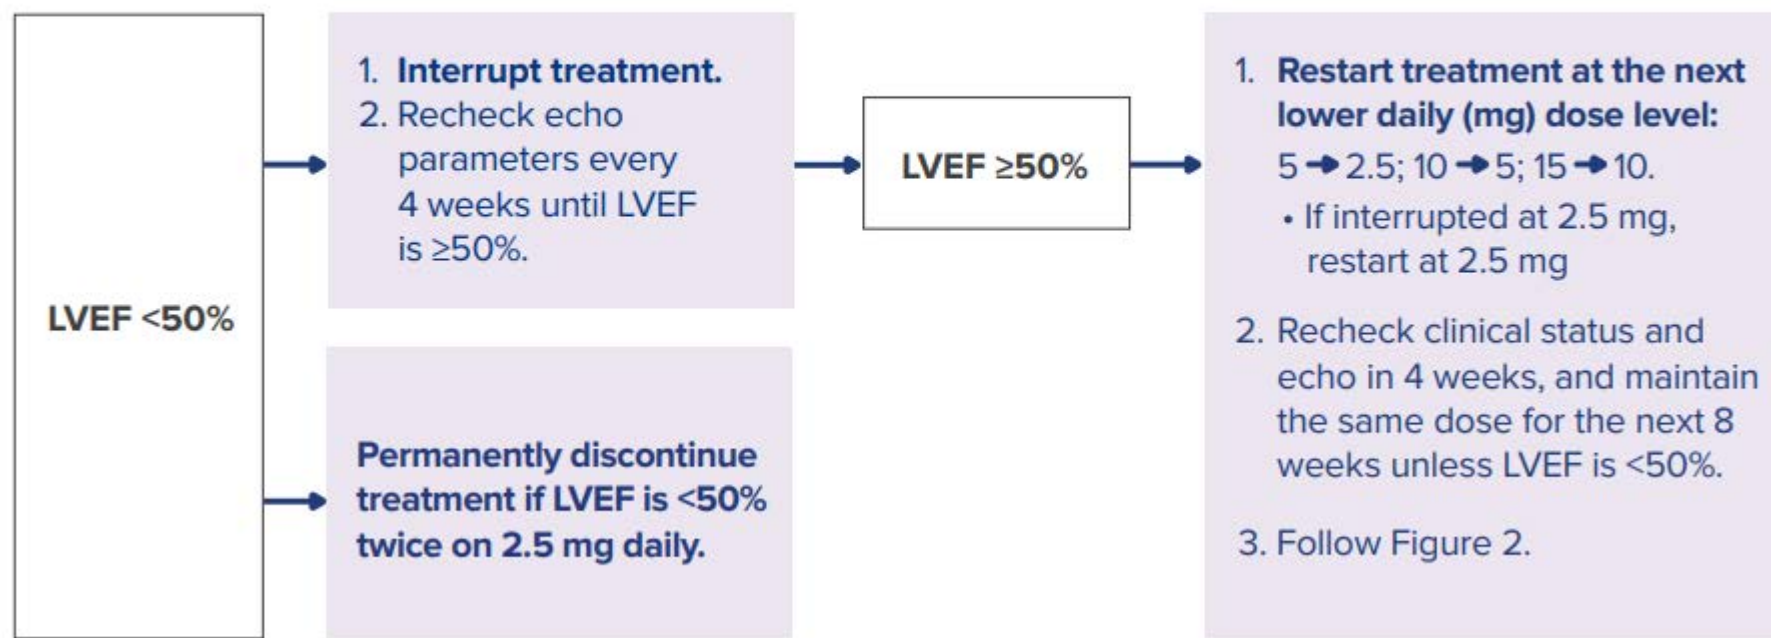 LVEF <50%
1. Interrupt treatment.
2. Recheck echo
parameters every
4 weeks until LVEF
is ≥50%.
Permanently discontinue
treatment if LVEF is <50%
twice on 2.5 mg daily.
LVEF ≥50%
1. Restart treatment at the next
lower daily (mg) dose level:
5 → 2.5; 10 → 5; 15 → 10.
• If interrupted at 2.5 mg,
restart at 2.5 mg
2. Recheck clinical status and
echo in 4 weeks, and maintain
the same dose for the next 8
weeks unless LVEF is <50%.
3. Follow Figure 2.